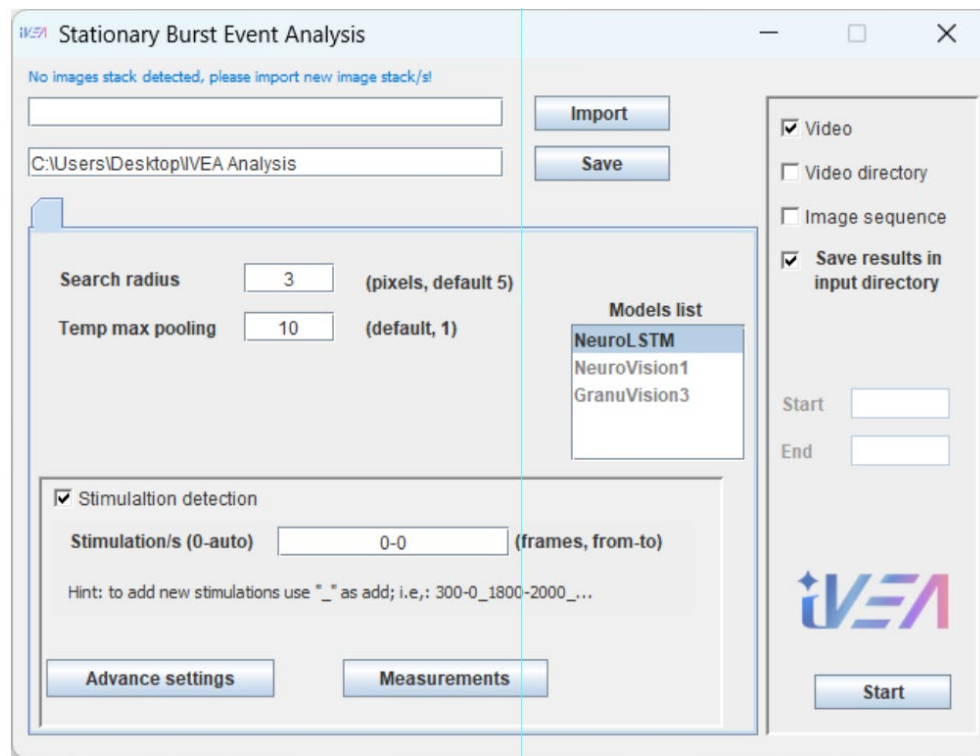 iVEA Stationary Burst Event Analysis
No images stack detected, please import new image stack/s!
Import
C:\Users\Desktop\IVEA Analysis
Save
Search radius 3 (pixels, default 5)
Temp max pooling 10 (default, 1)
Models list
NeuroLSTM
NeuroVision1
GranuVision3
Stimulaltion detection
Stimulation/s (0-auto) 0-0 (frames, from-to)
Hint: to add new stimulations use "_" as add; i.e,: 300-0_1800-2000_...
Advance settings
Measurements
Video
Video directory
Image sequence
Save results in
input directory
Start
End
iVEA
Start